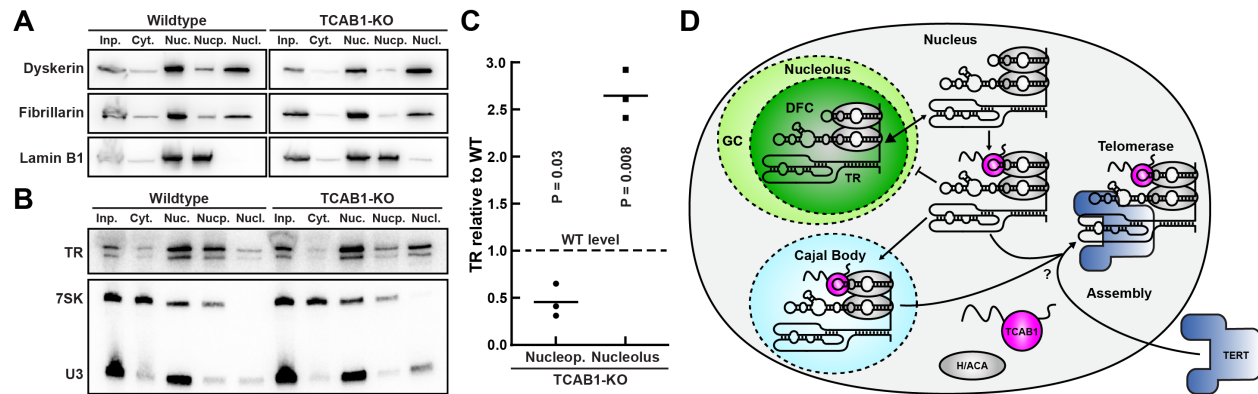 A
Wildtype TCAB1-KO
Inp. Cyt. Nuc. Nucp. Nucl. Inp. Cyt. Nuc. Nucp. Nucl.
Dyskerin
Fibrillarin
Lamin B1
B
Wildtype TCAB1-KO
Inp. Cyt. Nuc. Nucp. Nucl. Inp. Cyt. Nuc. Nucp. Nucl.
TR
7SK
U3
C
TR relative to WT
3.0
2.5
2.0
1.5
1.0
0.5
0.0
P = 0.03
P = 0.008
WT level
Nucleop. Nucleolus
TCAB1-KO
D
Nucleus
Nucleolus
DFC
GC
TR
Telomerase
Cajal Body
?
Assembly
TCAB1
H/ACA
TERT